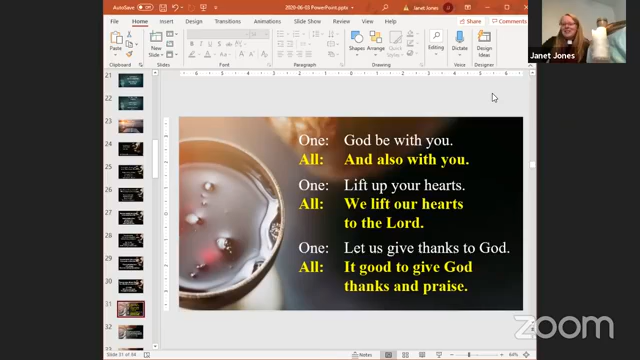 AutoSave Off
2020-06-03 PowerPoint.pptx
Janet Jones
File Home Insert Design Transitions Animations Slide Show Review View Help
Share Comments
Paste
New Slide
Shapes Arrange
Editing
Dictate
Design Ideas
Clipboard Slides Font Paragraph Drawing Voice Designer
Janet Jones
21
22
23
24
25
26
27
28
29
30
31
32
One: God be with you.
All: And also with you.
One: Lift up your hearts.
All: We lift our hearts
to the Lord.
One: Let us give thanks to God.
All: It good to give God
thanks and praise.
Slide 31 of 34
Notes
64%
zoom